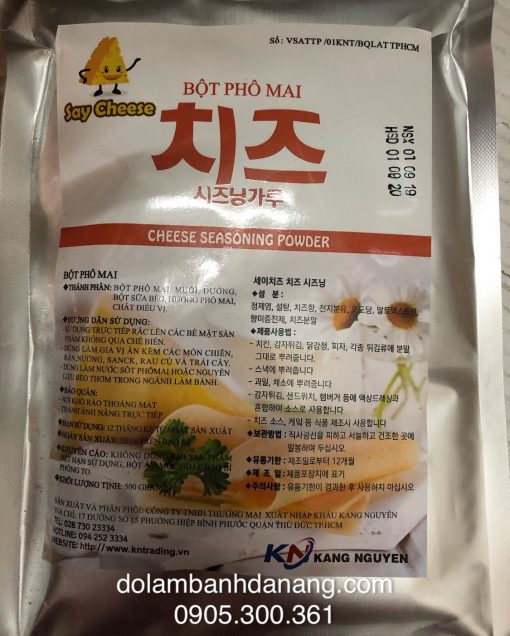 Số: VSATTP /01KNT/BQLATTPHCM
Say Cheese
BỘT PHÔ MAI
치즈
시즈닝가루
NSX 01 09 19
HSD 01 09 20
CHEESE SEASONING POWDER
BỘT PHÔ MAI
◆THÀNH PHẦN: BỘT PHÔ MAI, MUỐI, ĐƯỜNG,
BỘT SỮA BÉO, HƯƠNG PHÔ MAI,
CHẤT ĐIỀU VỊ.
◆HƯỚNG DẪN SỬ DỤNG:
- SỬ DỤNG TRỰC TIẾP RẮC LÊN CÁC BỀ MẶT SẢN
PHẨM KHÔNG QUA CHẾ BIẾN.
- DÙNG LÀM GIA VỊ ĂN KÈM CÁC MÓN CHIÊN,
RÁN, NƯỚNG, SANCK, RAU CỦ VÀ TRÁI CÂY.
- DÙNG LÀM NƯỚC SỐT PHÔMAI HOẶC NGUYÊN
LIỆU BÉO THƠM TRONG NGÀNH LÀM BÁNH.
◆BẢO QUẢN:
- NƠI KHÔ RÁO THOÁNG MÁT
- TRÁNH ÁNH NẮNG TRỰC TIẾP
◆HẠN SỬ DỤNG: 12 THÁNG KỂ TỪ NGÀY SẢN XUẤT
◆NGÀY SẢN XUẤT: XEM TRÊN BAO BÌ
◆KHUYẾN CÁO: KHÔNG DÙNG KHI SẢN PHẨM
HẾT HẠN SỬ DỤNG, BỘT ẨM MỐC HOẶC BAO BÌ
PHỒNG TO
◆KHỐI LƯỢNG TỊNH: 500 GRAM
세이치즈 치즈 시즈닝
◆성 분 :
정제염, 설탕, 치즈향, 전지분유, 포도당, 말토덱스트린,
향미증진제, 치즈분말
◆제품사용법 :
- 치킨, 감자튀김, 닭강정, 피자, 각종 튀김류에 분말
그대로 뿌려줍니다.
- 스낵에 뿌려줍니다
- 과일, 채소에 뿌려줍니다
- 감자튀김, 샌드위치, 햄버거 등에 액상드레싱과
혼합하여 소스로 사용합니다
- 치즈 소스, 케잌 등 식품 제조시 사용합니다
◆보관방법 : 직사광선을 피하고 서늘하고 건조한 곳에
밀봉하여 두십시오
◆유통기한 : 제조일로부터 12개월
◆제 조 일 : 제품포장지에 표기
◆주의사항 : 유통기한이 경과한 후 사용하지 마십시오
SẢN XUẤT VÀ PHÂN PHỐI: CÔNG TY TNHH THƯƠNG MẠI XUẤT NHẬP KHẨU KANG NGUYÊN
ĐỊA CHỈ: 17 ĐƯỜNG SỐ 15 PHƯỜNG HIỆP BÌNH PHƯỚC QUẬN THỦ ĐỨC TP.HCM
TEL: 028 730 23334
HOTLINE: 094 252 3334
WEBSITE: http://www.kntrading.vn
KN KANG NGUYEN
dolambanhdanang.com
0905.300.361